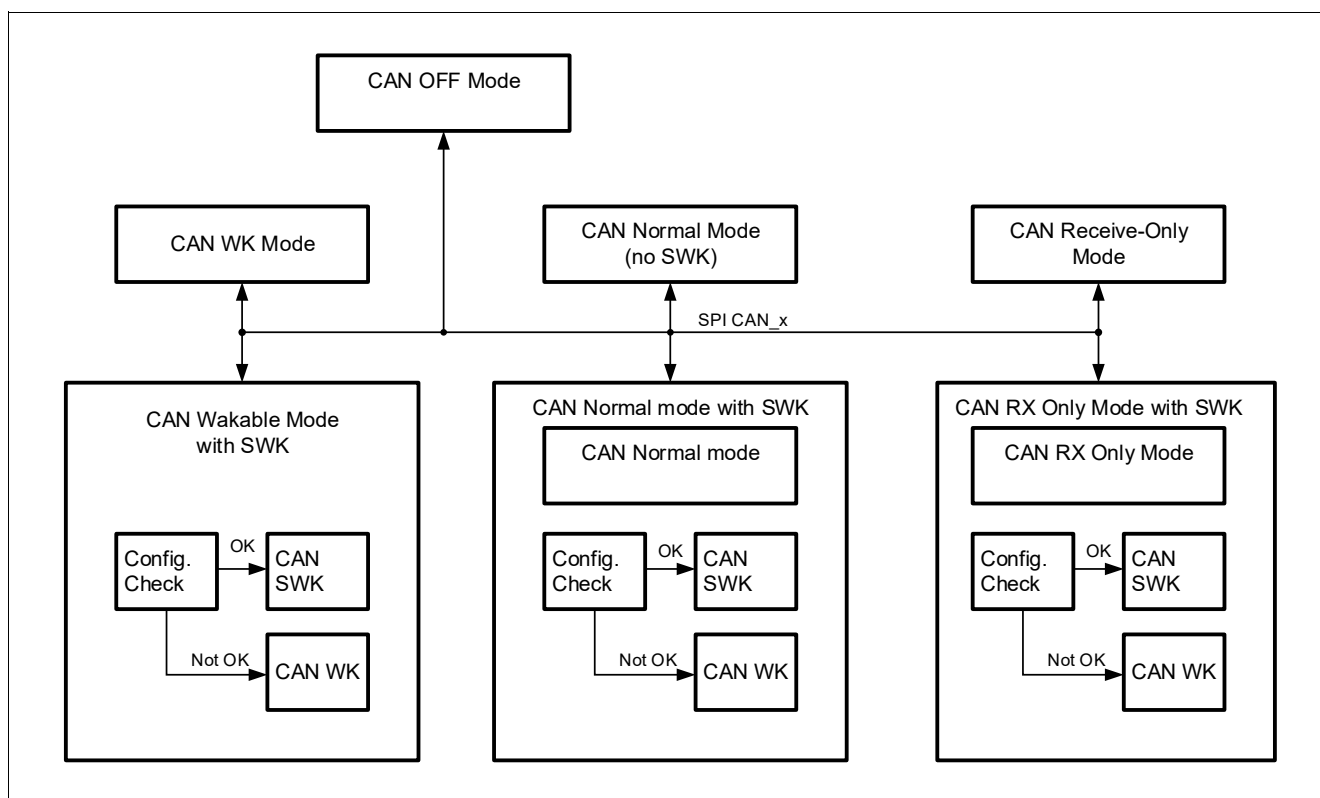 CAN OFF Mode
CAN WK Mode
CAN Normal Mode
(no SWK)
CAN Receive-Only
Mode
SPI CAN_x
CAN Wakable Mode
with SWK
Config.
Check
OK
CAN
SWK
Not OK
CAN WK
CAN Normal mode with SWK
CAN Normal mode
Config.
Check
OK
CAN
SWK
Not OK
CAN WK
CAN RX Only Mode with SWK
CAN RX Only Mode
Config.
Check
OK
CAN
SWK
Not OK
CAN WK